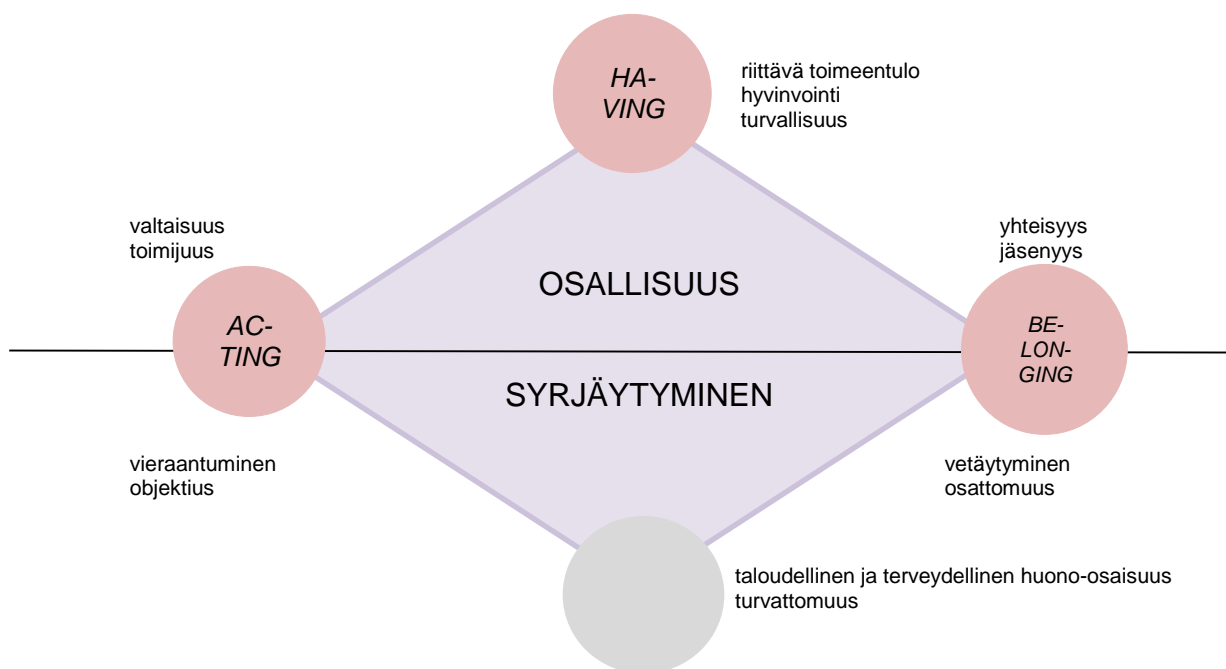 HA-
VING
riittävä toimeentulo
hyvinvointi
turvallisuus
valtaisuus
toimijuus
yhteisyys
jäsenyys
OSALLISUUS
AC-
TING
BE-
LON-
GING
SYRJÄYTYMINEN
vieraantuminen
objektius
vetäytyminen
osattomuus
taloudellinen ja terveydellinen huono-osaisuus
turvattomuus